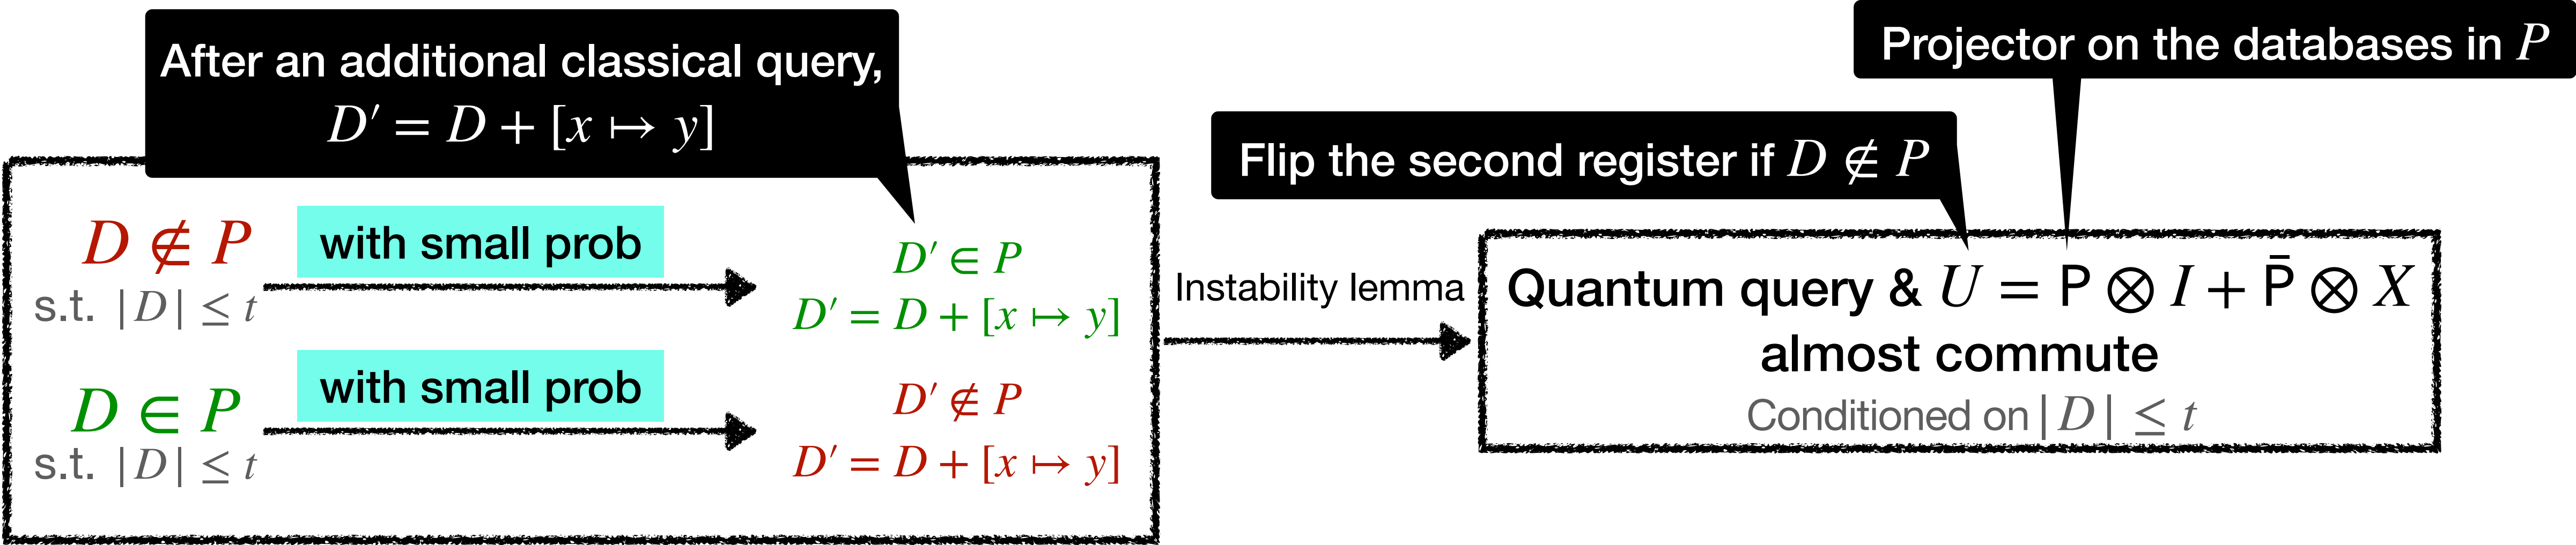 After an additional classical query,
D′ = D + [x ↦ y]
D ∉ P
s.t. |D| ≤ t
with small prob
D′ ∈ P
D′ = D + [x ↦ y]
D ∈ P
s.t. |D| ≤ t
with small prob
D′ ∉ P
D′ = D + [x ↦ y]
Instability lemma
Projector on the databases in P
Flip the second register if D ∉ P
Quantum query & U = P ⊗ I + P̄ ⊗ X
almost commute
Conditioned on |D| ≤ t